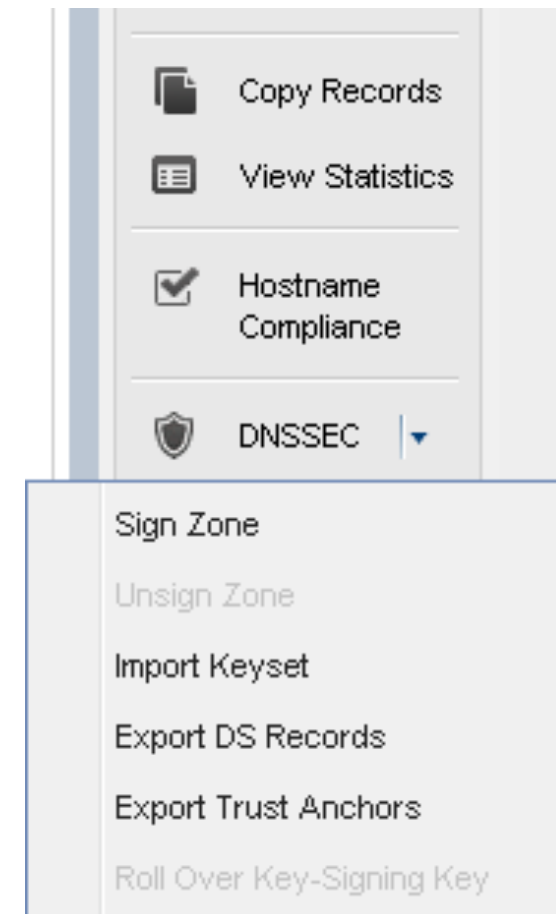 Copy Records
View Statistics
Hostname
Compliance
DNSSEC
Sign Zone
Unsign Zone
Import Keyset
Export DS Records
Export Trust Anchors
Roll Over Key-Signing Key